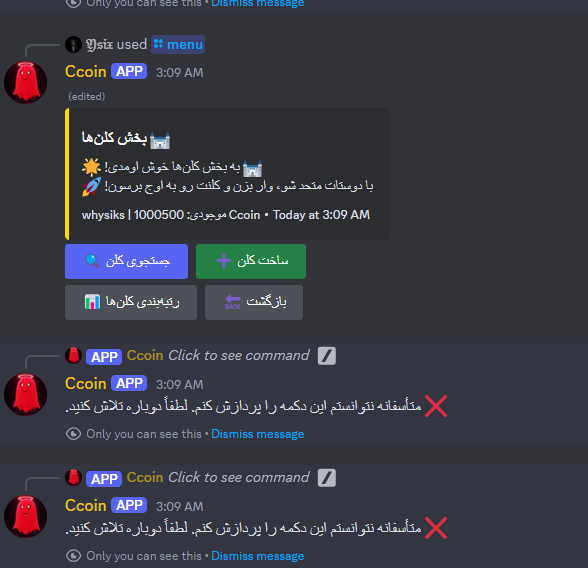 Only you can see this • Dismiss message
𝖄𝖘𝖎𝖝 used menu
Ccoin APP 3:09 AM
(edited)
🏰 بخش کلن‌ها
🏰 به بخش کلن‌ها خوش اومدی! 🌟
با دوستات متحد شو، وار بزن و کلنت رو به اوج برسون! 🚀
whysiks | 1000500 :موجودی Ccoin • Today at 3:09 AM
جستجوی کلن 🔍
ساخت کلن ➕
رتبه‌بندی کلن‌ها 📊
بازگشت 🔙
APP Ccoin Click to see command
Ccoin APP 3:09 AM
❌ متأسفانه نتوانستم این دکمه را پردازش کنم. لطفاً دوباره تلاش کنید.
Only you can see this • Dismiss message
APP Ccoin Click to see command
Ccoin APP 3:09 AM
❌ متأسفانه نتوانستم این دکمه را پردازش کنم. لطفاً دوباره تلاش کنید.
Only you can see this • Dismiss message